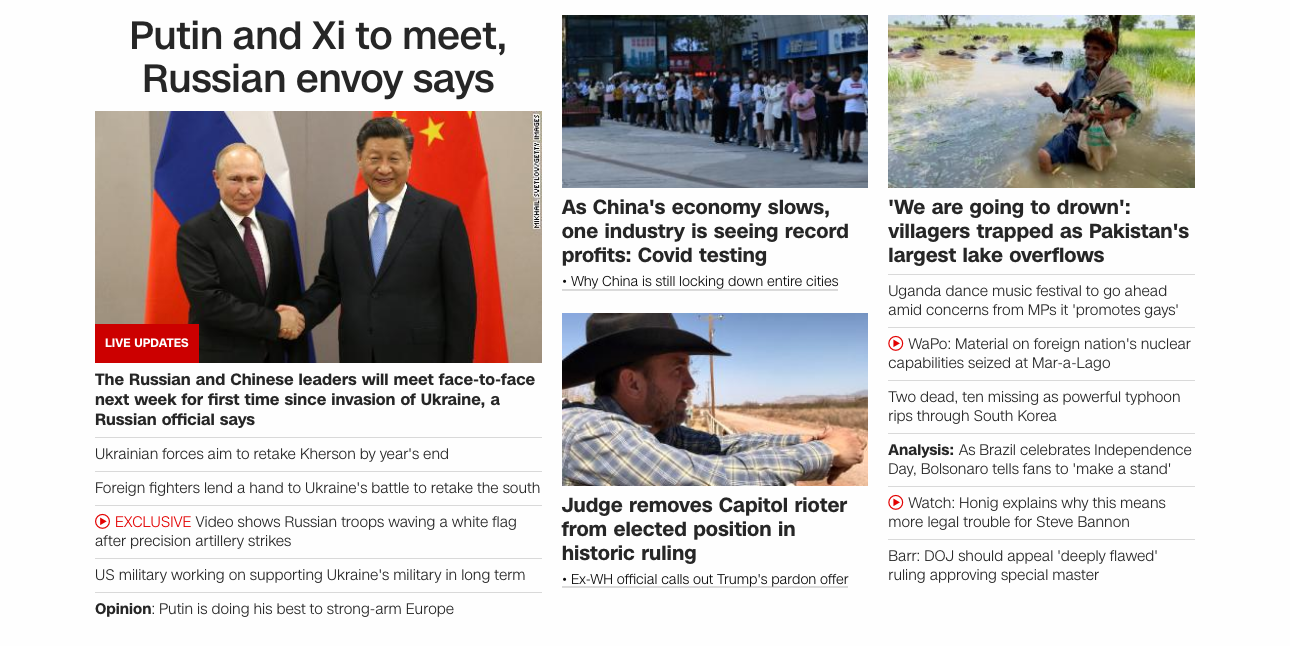 Putin and Xi to meet,
Russian envoy says
MIKHAIL SVETLOV/GETTY IMAGES
LIVE UPDATES
The Russian and Chinese leaders will meet face-to-face
next week for first time since invasion of Ukraine, a
Russian official says
Ukrainian forces aim to retake Kherson by year's end
Foreign fighters lend a hand to Ukraine's battle to retake the south
EXCLUSIVE Video shows Russian troops waving a white flag
after precision artillery strikes
US military working on supporting Ukraine's military in long term
Opinion: Putin is doing his best to strong-arm Europe
As China's economy slows,
one industry is seeing record
profits: Covid testing
• Why China is still locking down entire cities
Judge removes Capitol rioter
from elected position in
historic ruling
• Ex-WH official calls out Trump's pardon offer
'We are going to drown':
villagers trapped as Pakistan's
largest lake overflows
Uganda dance music festival to go ahead
amid concerns from MPs it 'promotes gays'
WaPo: Material on foreign nation's nuclear
capabilities seized at Mar-a-Lago
Two dead, ten missing as powerful typhoon
rips through South Korea
Analysis: As Brazil celebrates Independence
Day, Bolsonaro tells fans to 'make a stand'
Watch: Honig explains why this means
more legal trouble for Steve Bannon
Barr: DOJ should appeal 'deeply flawed'
ruling approving special master